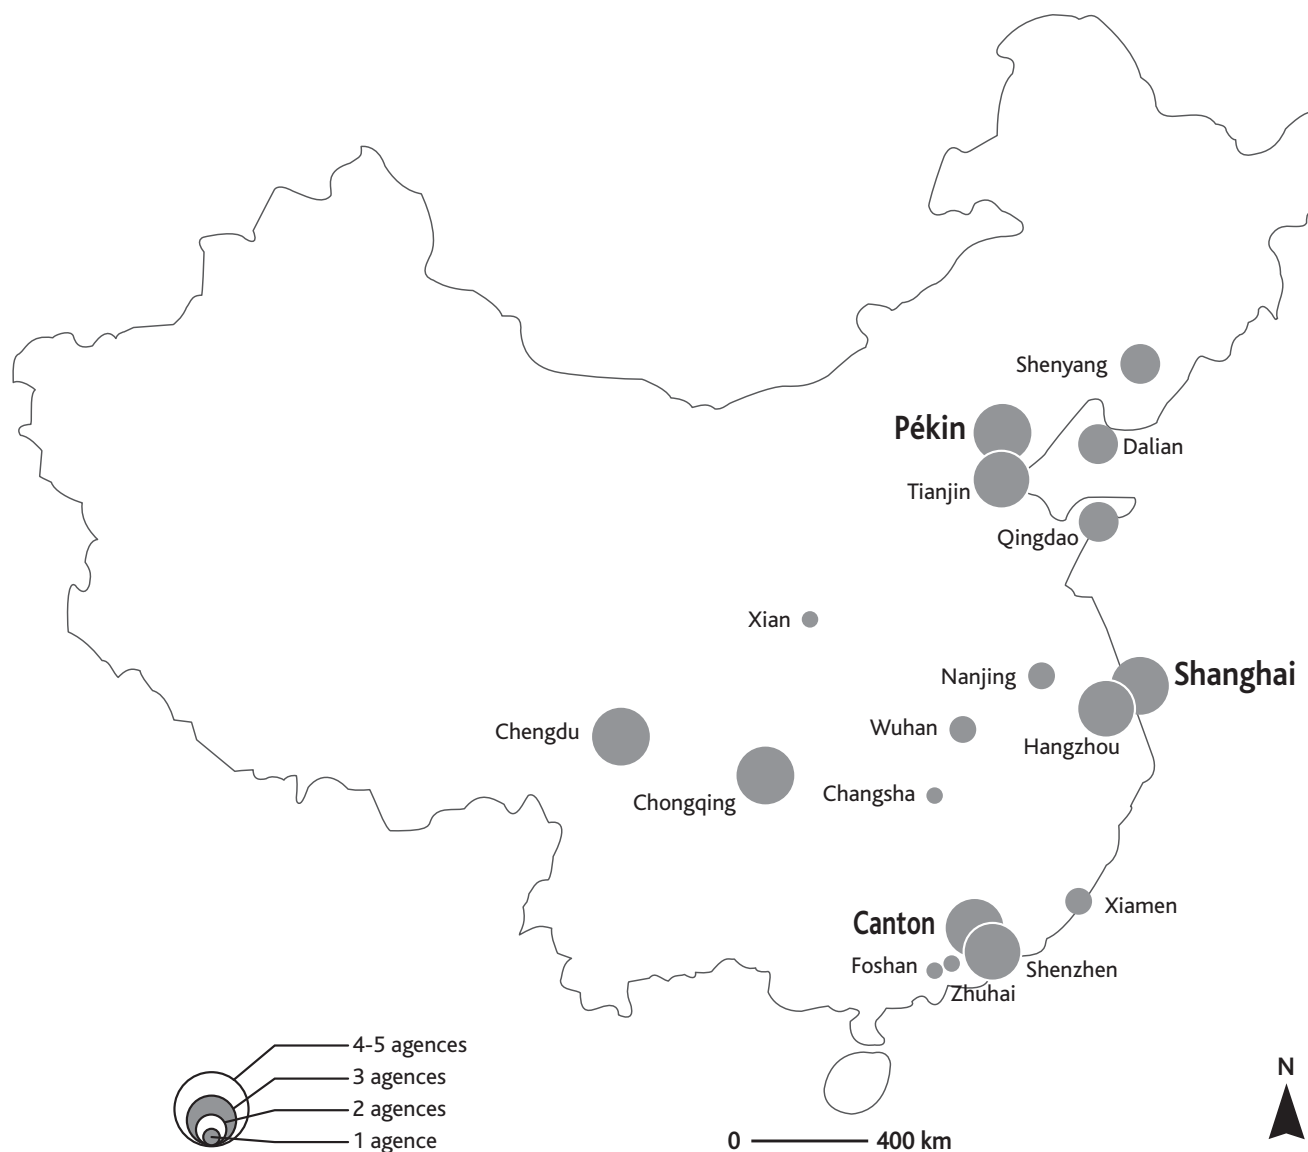 Shenyang
Pékin
Dalian
Tianjin
Qingdao
Xian
Nanjing
Shanghai
Chengdu
Wuhan
Hangzhou
Chongqing
Changsha
Canton
Xiamen
Foshan
Shenzhen
Zhuhai
4-5 agences
3 agences
2 agences
1 agence
0
400 km
N